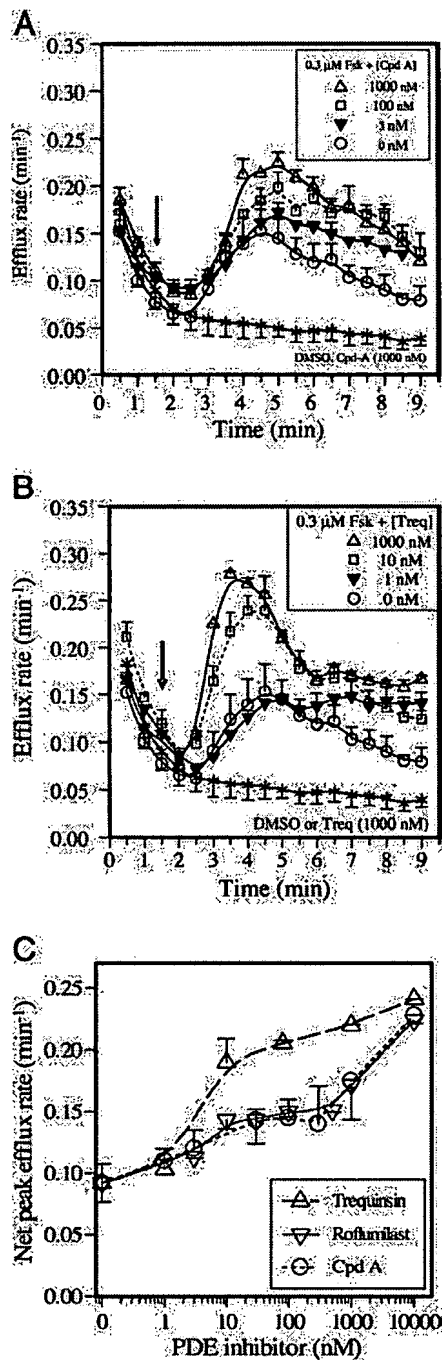 A
0.35
0.30
0.25
0.20
0.15
0.10
0.05
0.00
Efflux rate (min⁻¹)
0.3 µM Fsk + [Cpd A]
1000 nM
100 nM
3 nM
0 nM
DMSO, Cpd-A (1000 nM)
0 1 2 3 4 5 6 7 8 9
Time (min)
B
0.35
0.30
0.25
0.20
0.15
0.10
0.05
0.00
Efflux rate (min⁻¹)
0.3 µM Fsk + [Treq]
1000 nM
10 nM
1 nM
0 nM
DMSO or Treq (1000 nM)
0 1 2 3 4 5 6 7 8 9
Time (min)
C
0.25
0.20
0.15
0.10
0.05
0.00
Net peak efflux rate (min⁻¹)
Trequinsin
Roflumilast
Cpd A
0 1 10 100 1000 10000
PDE inhibitor (nM)